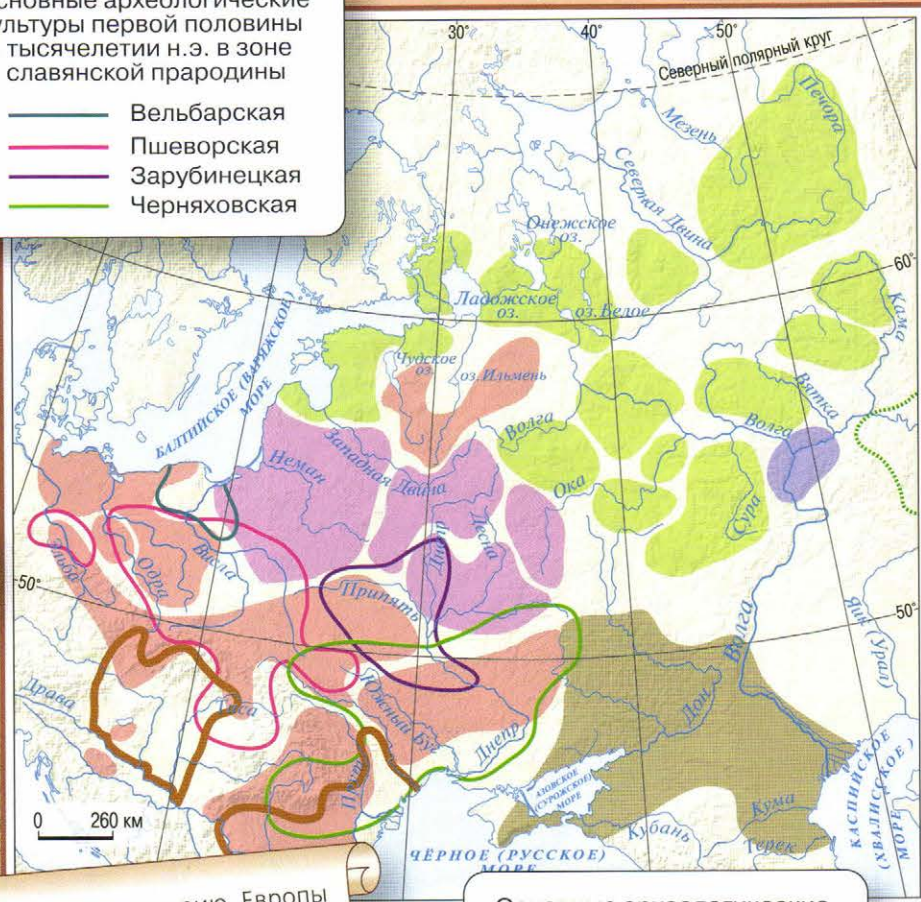 сновные археологические
ультуры первой половины
тысячелетии н.э. в зоне
славянской прародины
Вельбарская
Пшеворская
Зарубинецкая
Черняховская
30°
40°
50°
Северный полярный круг
Печора
Мезень
Северная Двина
Онежское
оз.
60°
Кама
Ладожское
оз.
оз. Белое
БАЛТИЙСКОЕ (ВАРЯЖСКОЕ)
МОРЕ
Чудское
оз.
оз. Ильмень
Вятка
Волга
Волга
Западная Двина
Неман
Ока
Сура
Десна
Днепр
Висла
Одра
Эльба
50°
Припять
50°
Волга
Яик (Урал)
Драва
Тиса
Южный Буг
Днепр
Дон
Прут
АЗОВСКОЕ
(СУРОЖСКОЕ)
МОРЕ
КАСПИЙСКОЕ
(ХВАЛИССКОЕ)
МОРЕ
Кума
Кубань
Терек
0 260 км
ЧЁРНОЕ (РУССКОЕ)
МОРЕ
Европы